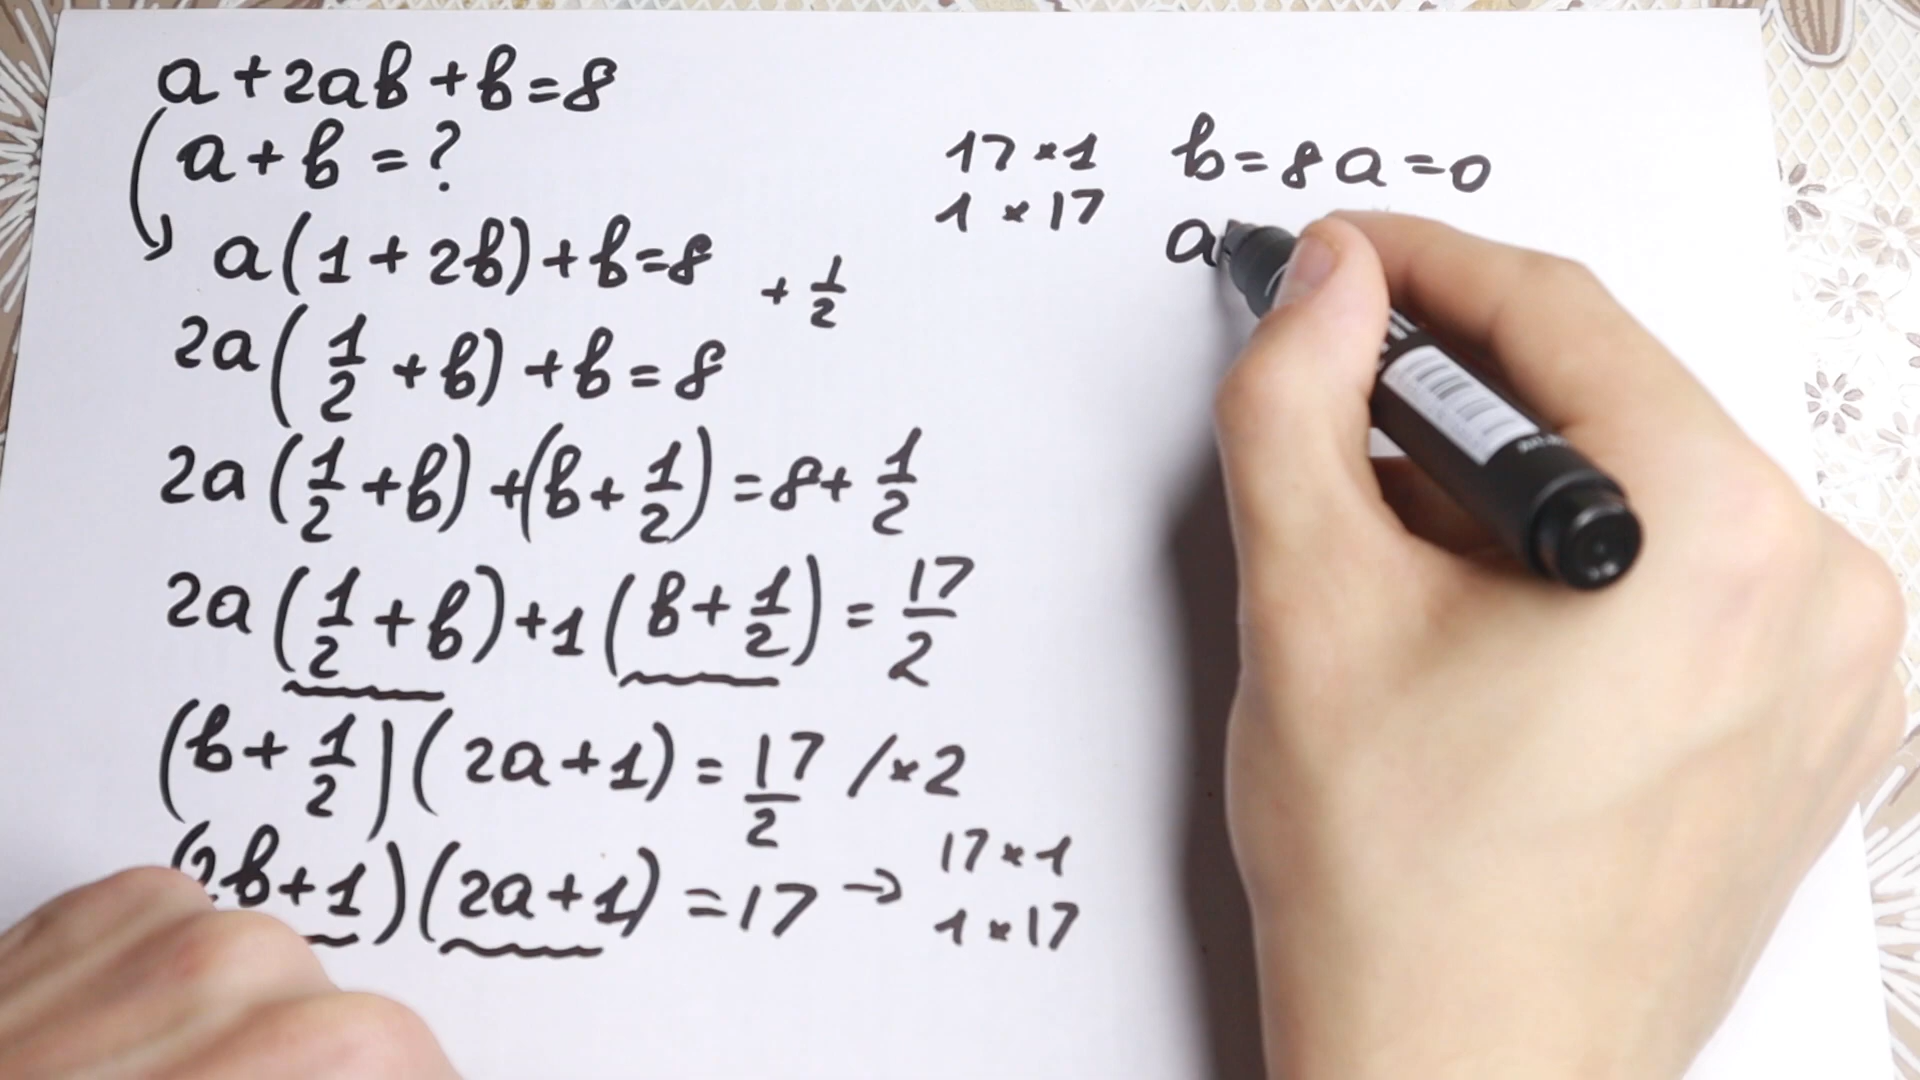 a + 2ab + b = 8
a + b = ?
a(1 + 2b) + b = 8 + 1/2
2a(1/2 + b) + b = 8
2a(1/2 + b) + (b + 1/2) = 8 + 1/2
2a(1/2 + b) + 1(b + 1/2) = 17/2
(b + 1/2)(2a + 1) = 17/2 /×2
(2b + 1)(2a + 1) = 17 → 17 × 1
1 × 17
17 × 1 b = 8 a = 0
1 × 17 a